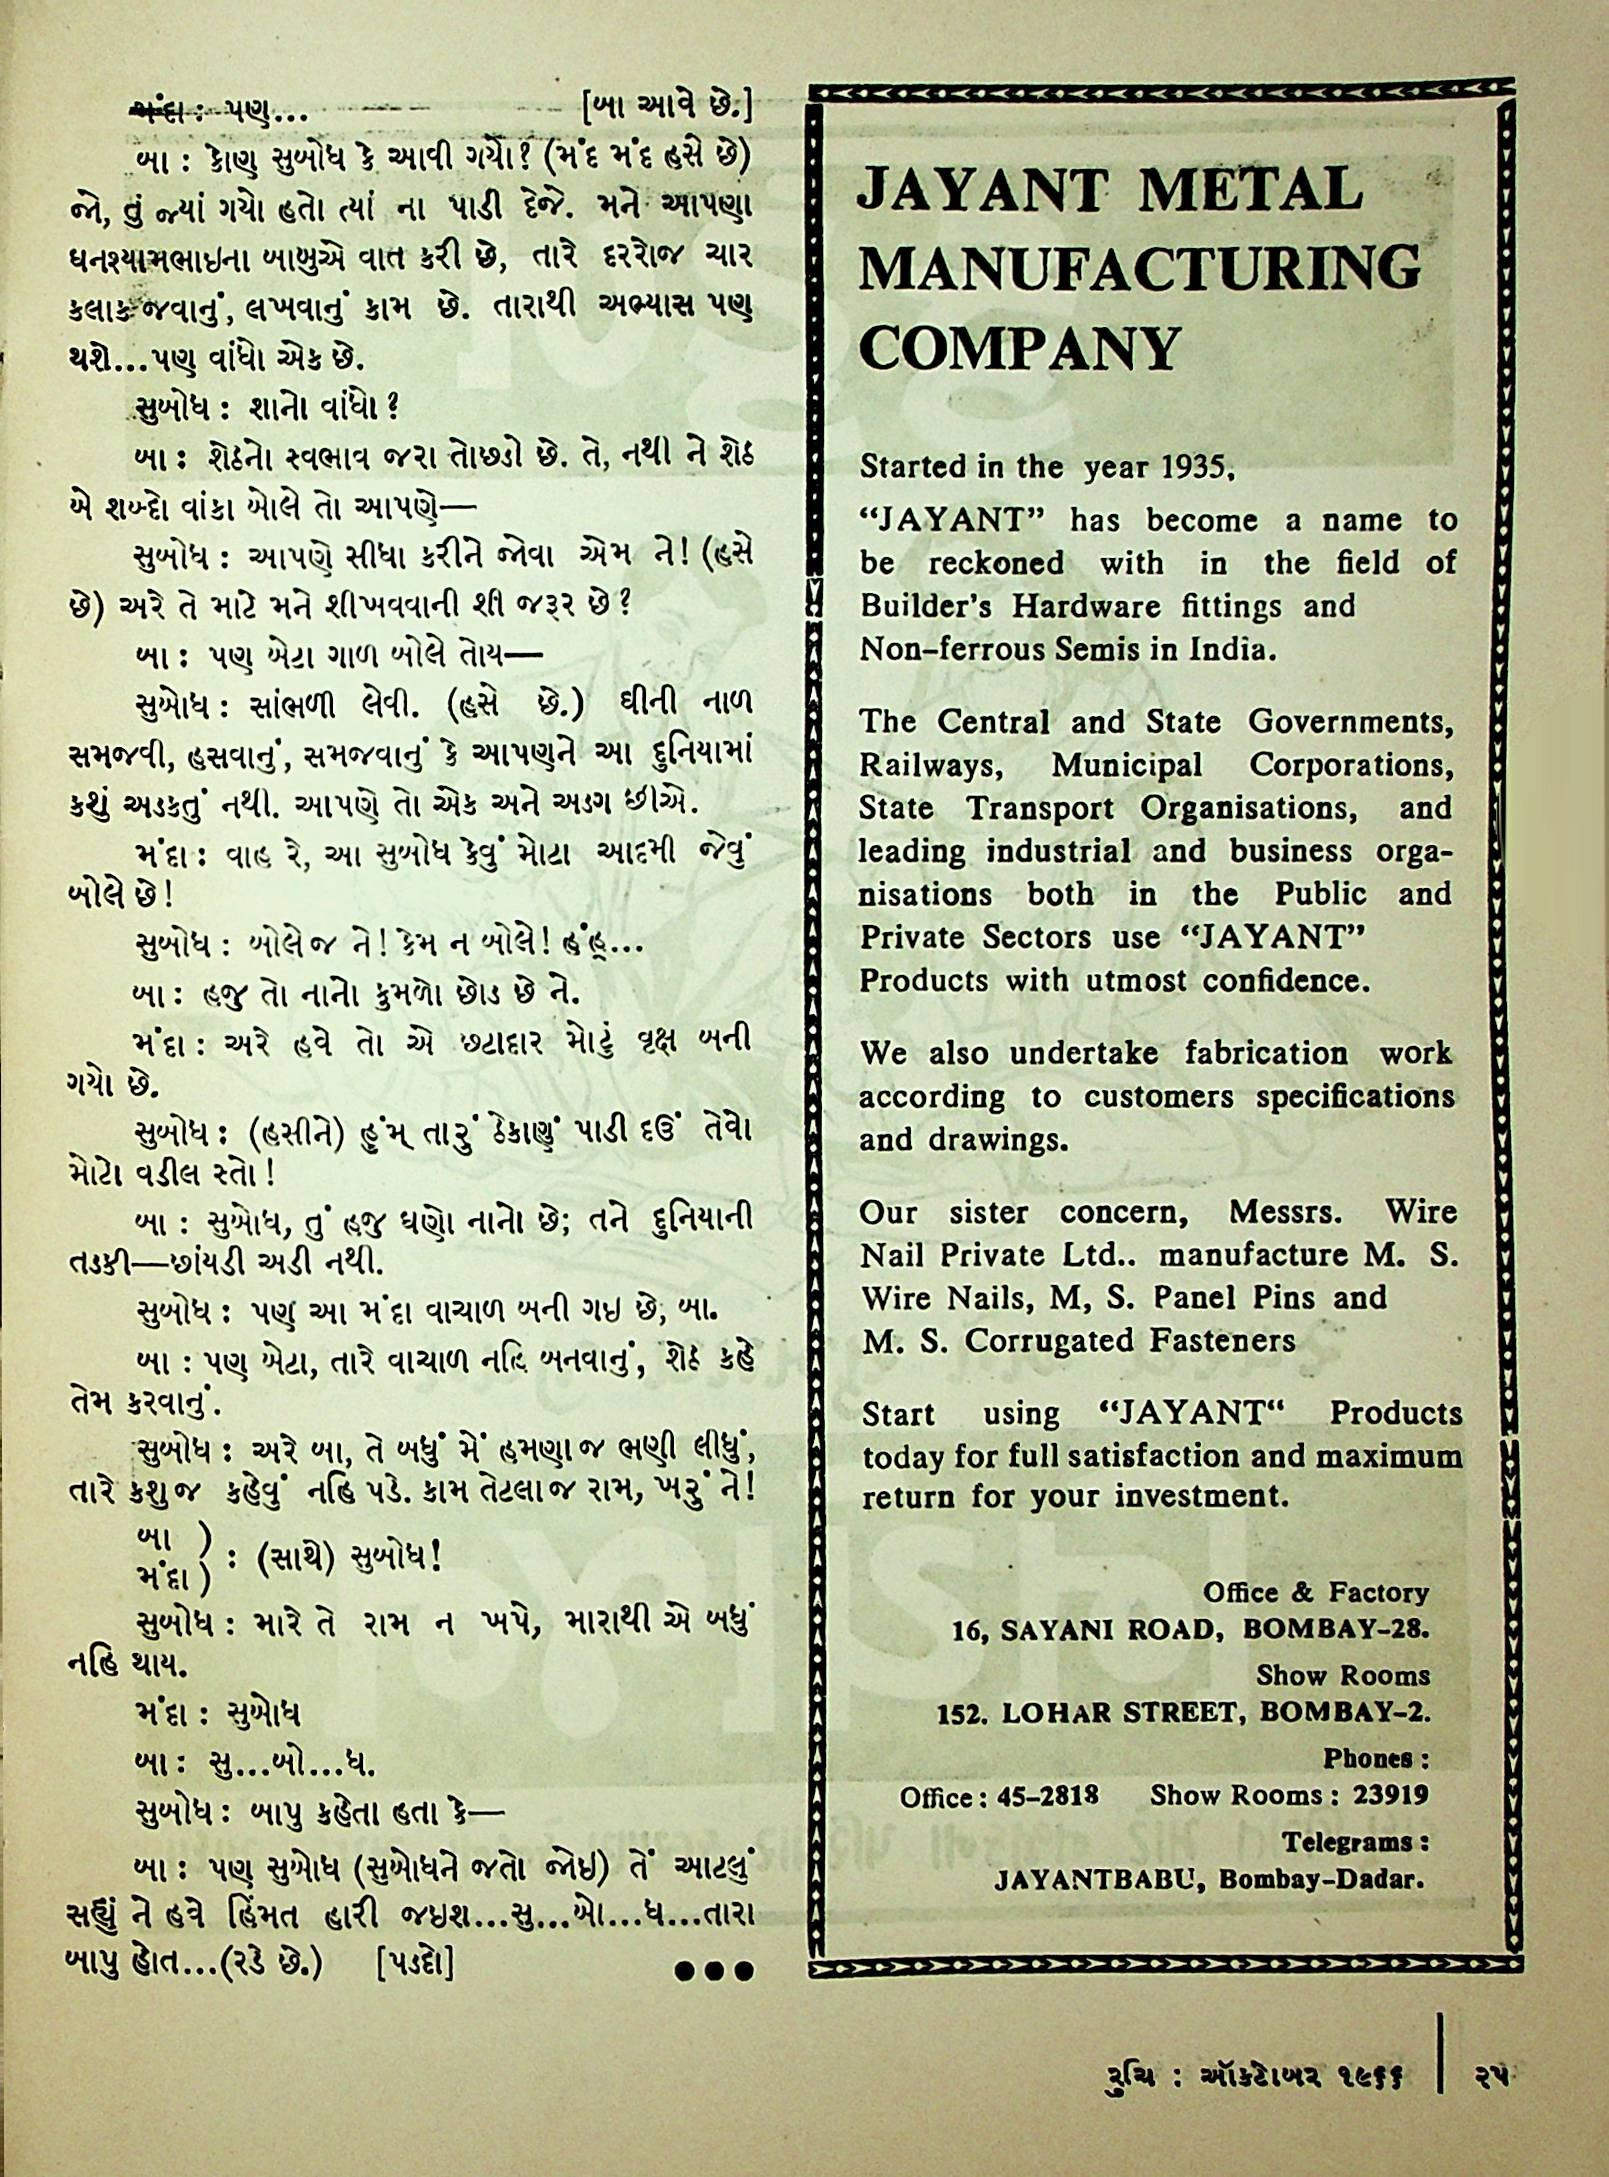 મંદા : પણ... [બા આવે છે.]
બા : કોણ સુબોધ કે આવી ગયો? (મંદ મંદ હસે છે)
જો, તું જ્યાં ગયો હતો ત્યાં ના પાડી દેજે. મને આપણા
ઘનશ્યામભાઇના બાબુએ વાત કરી છે, તારે દરરોજ ચાર
કલાક જવાનું, લખવાનું કામ છે. તારાથી અભ્યાસ પણ
થશે...પણ વાંધો એક છે.
સુબોધ : શાનો વાંધો ?
બા : શેઠનો સ્વભાવ જરા તોછડો છે. તે, નથી ને શેઠ
બે શબ્દો વાંકા બોલે તો આપણે—
સુબોધ : આપણે સીધા કરીને જોવા એમ ને! (હસે
છે) અરે તે માટે મને શીખવવાની શી જરૂર છે?
બા : પણ બેટા ગાળ બોલે તોય—
સુબોધ : સાંભળી લેવી. (હસે છે.) ઘીની નાળ
સમજવી, હસવાનું, સમજવાનું કે આપણને આ દુનિયામાં
કશું અડકતું નથી. આપણે તો એક અને અડગ છીએ.
મંદા : વાહ રે, આ સુબોધ કેવું મોટા આદમી જેવું
બોલે છે!
સુબોધ : બોલેજ ને! કેમ ન બોલે! હંહ્...
બા : હજુ તો નાનો કુમળો છોડ છે ને.
મંદા : અરે હવે તો એ છટાદાર મોટું વૃક્ષ બની
ગયો છે.
સુબોધ : (હસીને) હંમ્ તારું ઠેકાણું પાડી દઉં તેવો
મોટો વડીલ સ્તો!
બા : સુબોધ, તું હજુ ઘણો નાનો છે; તને દુનિયાની
તડકી—છાંયડી અડી નથી.
સુબોધ : પણ આ મંદા વાચાળ બની ગઇ છે, બા.
બા : પણ બેટા, તારે વાચાળ નહિ બનવાનું, શેઠ કહે
તેમ કરવાનું.
સુબોધ : અરે બા, તે બધું મેં હમણાજ ભણી લીધું,
તારે કશુજ કહેવું નહિ પડે. કામ તેટલાજ રામ, ખરું ને!
બા )
મંદા ) : (સાથે) સુબોધ!
સુબોધ : મારે તે રામ ન ખપે, મારાથી એ બધું
નહિ થાય.
મંદા : સુબોધ
બા : સુ...બો...ધ.
સુબોધ : બાપુ કહેતા હતા કે—
બા : પણ સુબોધ (સુબોધને જતો જોઇ) તેં આટલું
સહ્યું ને હવે હિંમત હારી જઇશ...સુ...બો...ધ...તારા
બાપુ હોત...(રડે છે.) [પડદો] ●●●
JAYANT METAL
MANUFACTURING
COMPANY
Started in the year 1935,
“JAYANT” has become a name to
be reckoned with in the field of
Builder's Hardware fittings and
Non-ferrous Semis in India.
The Central and State Governments,
Railways, Municipal Corporations,
State Transport Organisations, and
leading industrial and business orga-
nisations both in the Public and
Private Sectors use “JAYANT”
Products with utmost confidence.
We also undertake fabrication work
according to customers specifications
and drawings.
Our sister concern, Messrs. Wire
Nail Private Ltd.. manufacture M. S.
Wire Nails, M, S. Panel Pins and
M. S. Corrugated Fasteners
Start using “JAYANT“ Products
today for full satisfaction and maximum
return for your investment.
Office & Factory
16, SAYANI ROAD, BOMBAY-28.
Show Rooms
152. LOHAR STREET, BOMBAY-2.
Phones :
Office : 45-2818 Show Rooms : 23919
Telegrams :
JAYANTBABU, Bombay-Dadar.
રુચિ : ઑક્ટોબર ૧૯૬૬ | ૨૫